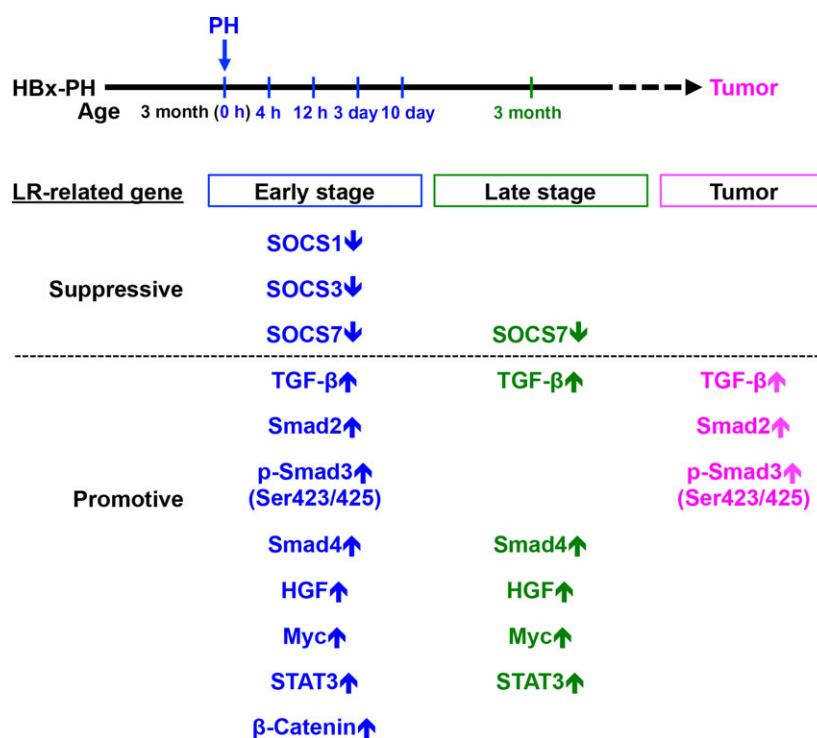 PH
HBx-PH Tumor
Age 3 month (0 h) 4 h 12 h 3 day 10 day 3 month
LR-related gene Early stage Late stage Tumor
SOCS1↓
Suppressive SOCS3↓
SOCS7↓ SOCS7↓
TGF-β↑ TGF-β↑ TGF-β↑
Smad2↑ Smad2↑
p-Smad3↑ p-Smad3↑
Promotive (Ser423/425) (Ser423/425)
Smad4↑ Smad4↑
HGF↑ HGF↑
Myc↑ Myc↑
STAT3↑ STAT3↑
β-Catenin↑